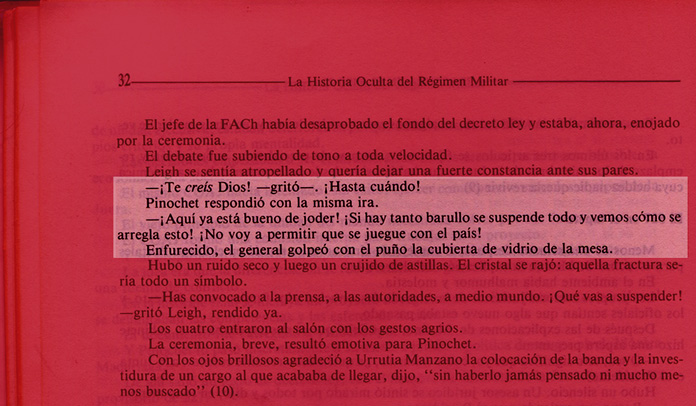 32 La Historia Oculta del Régimen Militar
El jefe de la FACh había desaprobado el fondo del decreto ley y estaba, ahora, enojado
por la ceremonia.
El debate fue subiendo de tono a toda velocidad.
Leigh se sentía atropellado y quería dejar una fuerte constancia ante sus pares.
—¡Te creís Dios! —gritó—. ¡Hasta cuándo!
Pinochet respondió con la misma ira.
—¡Aquí ya está bueno de joder! ¡Si hay tanto barullo se suspende todo y vemos cómo se
arregla esto! ¡No voy a permitir que se juegue con el país!
Enfurecido, el general golpeó con el puño la cubierta de vidrio de la mesa.
Hubo un ruido seco y luego un crujido de astillas. El cristal se rajó: aquella fractura se-
ría todo un símbolo.
—Has convocado a la prensa, a las autoridades, a medio mundo. ¡Qué vas a suspender!
—gritó Leigh, rendido ya.
Los cuatro entraron al salón con los gestos agrios.
La ceremonia, breve, resultó emotiva para Pinochet.
Con los ojos brillosos agradeció a Urrutia Manzano la colocación de la banda y la inves-
tidura de un cargo al que acababa de llegar, dijo, “sin haberlo jamás pensado ni mucho me-
nos buscado” (10).